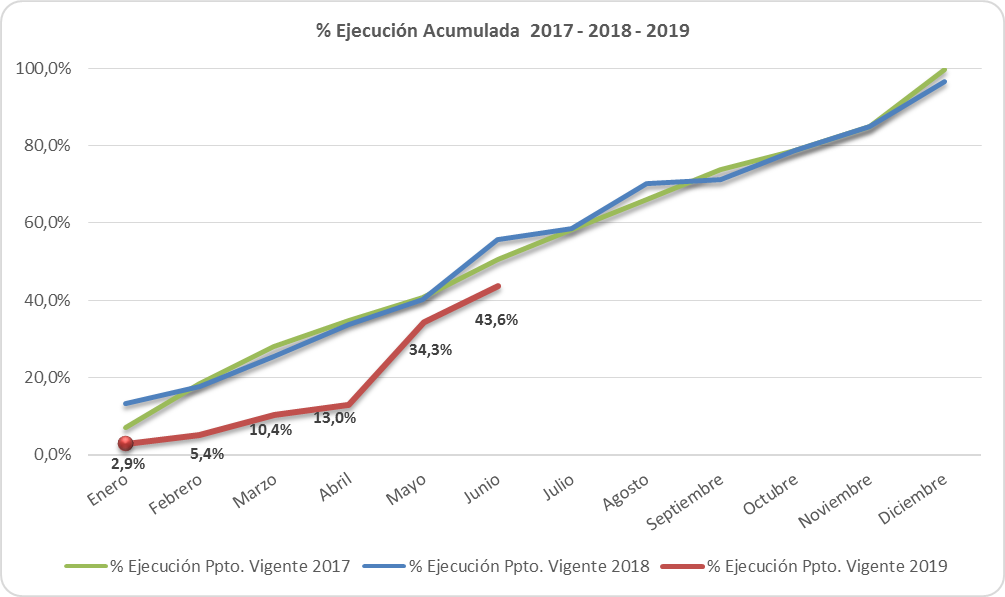 % Ejecución Acumulada 2017 - 2018 - 2019
100,0%
80,0%
60,0%
40,0%
20,0%
0,0%
2,9%
5,4%
10,4%
13,0%
34,3%
43,6%
Enero
Febrero
Marzo
Abril
Mayo
Junio
Julio
Agosto
Septiembre
Octubre
Noviembre
Diciembre
% Ejecución Ppto. Vigente 2017
% Ejecución Ppto. Vigente 2018
% Ejecución Ppto. Vigente 2019